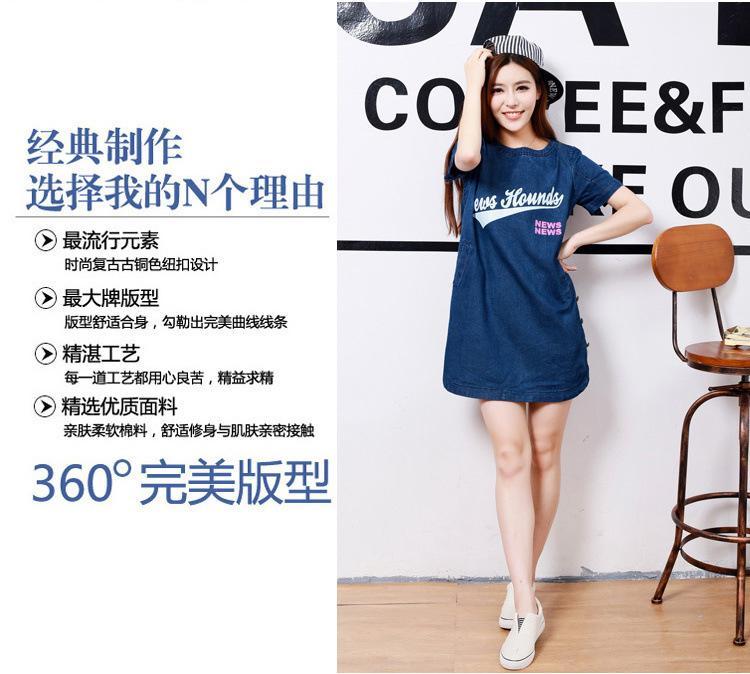 经典制作
选择我的N个理由
最流行元素
时尚复古古铜色纽扣设计
最大牌版型
版型舒适合身，勾勒出完美曲线线条
精湛工艺
每一道工艺都用心良苦，精益求精
精选优质面料
亲肤柔软棉料，舒适修身与肌肤亲密接触
360°完美版型
COFFEE&F
KE OU
ews Hounds
NEWS
NEWS